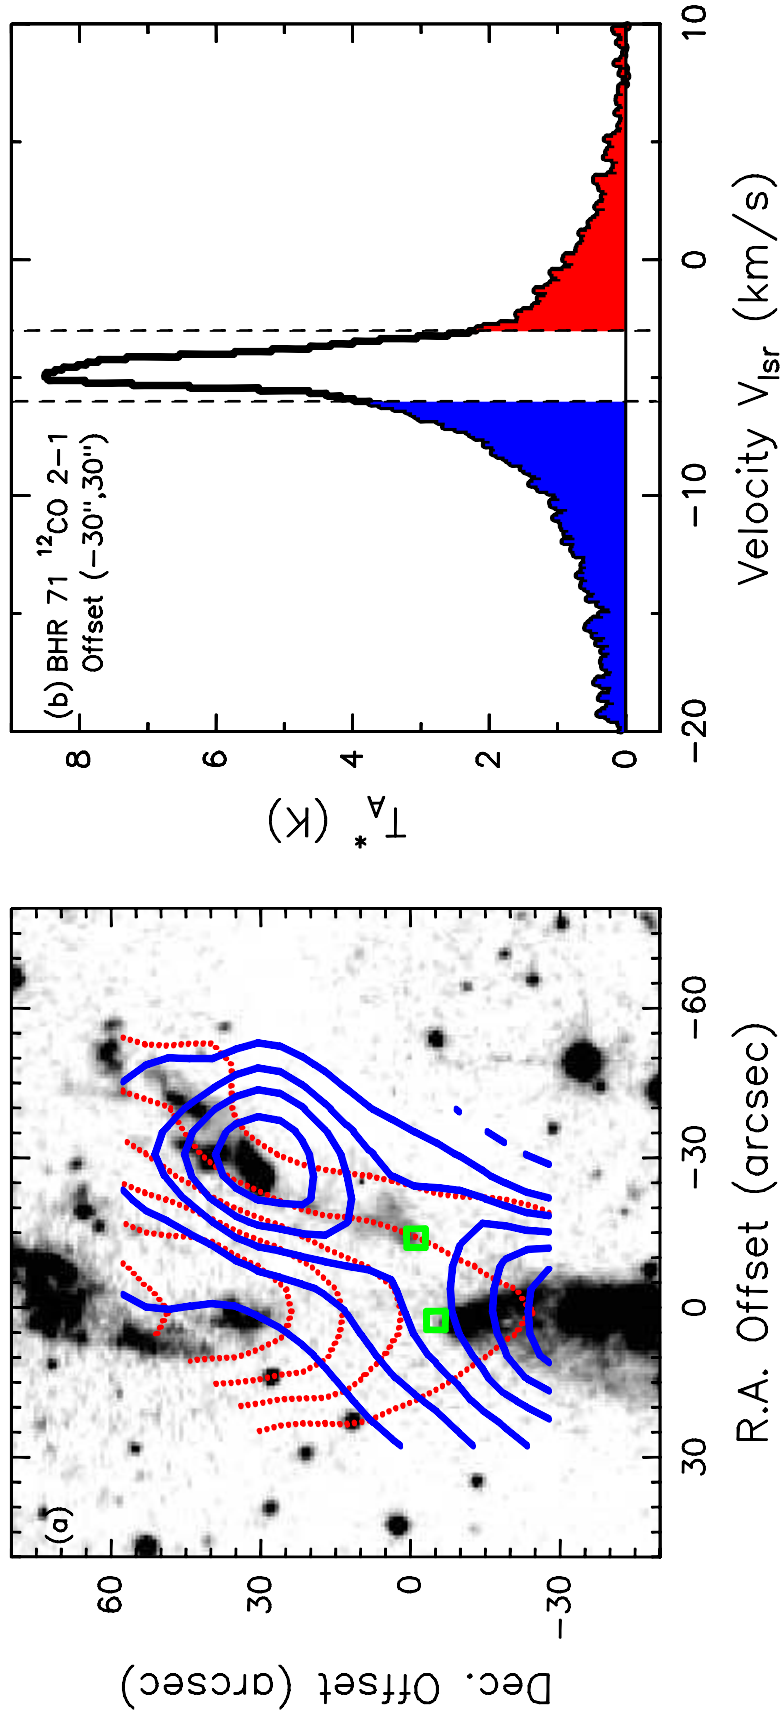 (a)
60
30
0
-30
Dec. Offset (arcsec)
30
0
-30
-60
R.A. Offset (arcsec)
(b) BHR 71 ¹²CO 2-1
Offset (-30",30")
8
6
4
2
0
T*A (K)
-20
-10
0
10
Velocity Vlsr (km/s)